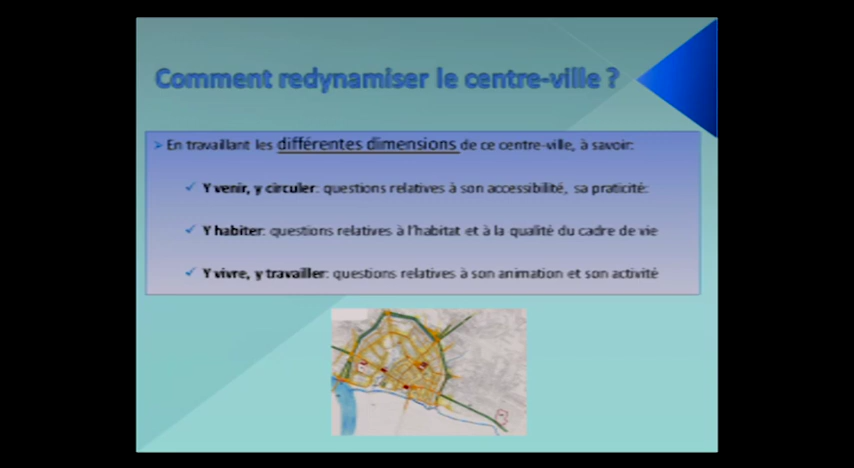 Comment redynamiser le centre-ville ?
➢ En travaillant les différentes dimensions de ce centre-ville, à savoir:
✓ Y venir, y circuler: questions relatives à son accessibilité, sa praticité:
✓ Y habiter: questions relatives à l'habitat et à la qualité du cadre de vie
✓ Y vivre, y travailler: questions relatives à son animation et son activité